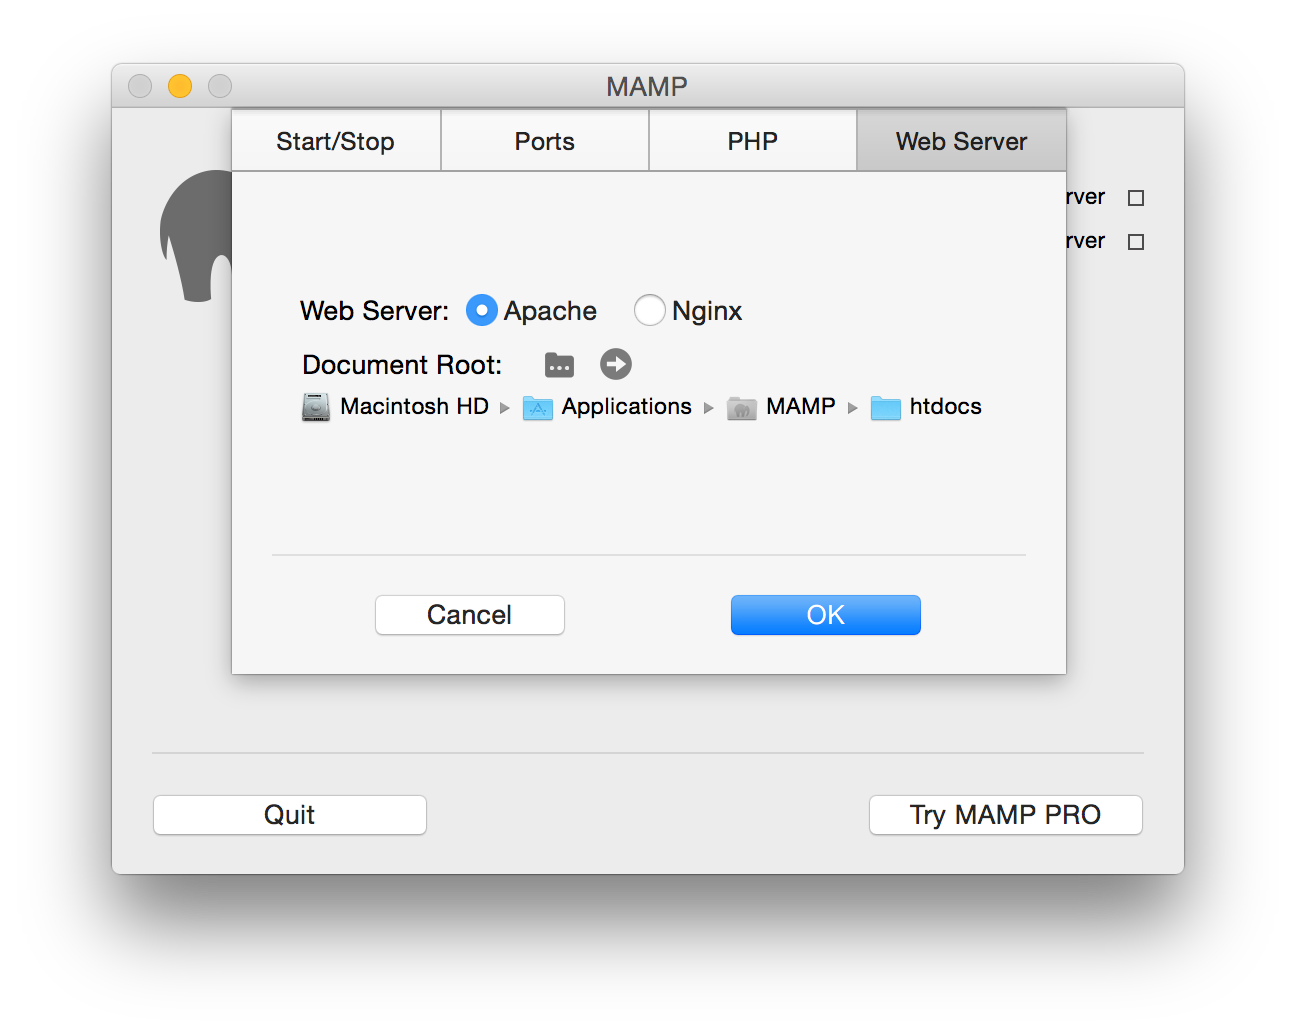 MAMP
Start/Stop Ports PHP Web Server
rver
rver
Web Server: Apache Nginx
Document Root:
Macintosh HD Applications MAMP htdocs
Cancel OK
Quit Try MAMP PRO